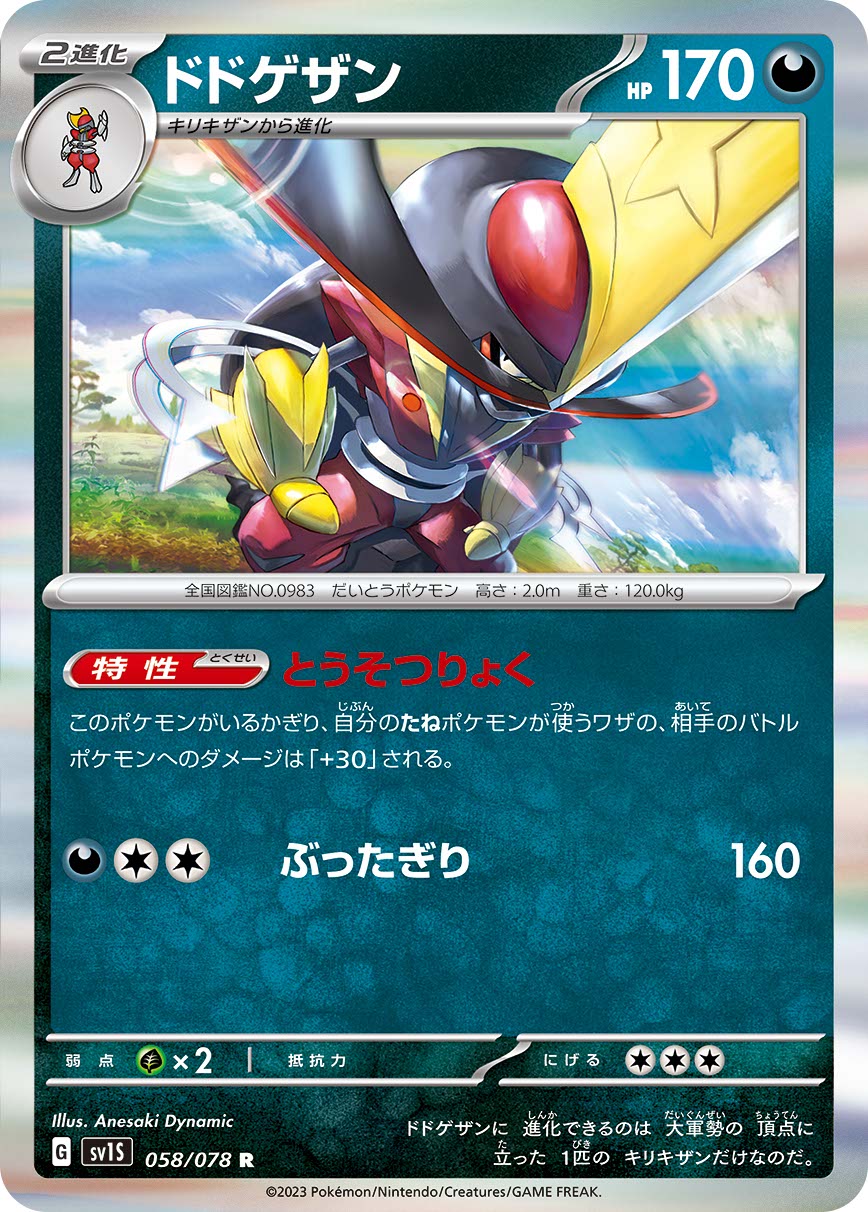 2進化
ドドゲザン
HP 170
キリキザンから進化
全国図鑑NO.0983 だいとうポケモン 高さ:2.0m 重さ:120.0kg
特性 とくせい とうそつりょく
このポケモンがいるかぎり、自分のたねポケモンが使うワザの、相手のバトル
ポケモンへのダメージは「+30」される。
ぶったぎり 160
弱点 ×2 抵抗力 にげる
Illus. Anesaki Dynamic
ドドゲザンに 進化できるのは 大軍勢の 頂点に
立った 1匹の キリキザンだけなのだ。
G sv1S 058/078 R
©2023 Pokémon/Nintendo/Creatures/GAME FREAK.